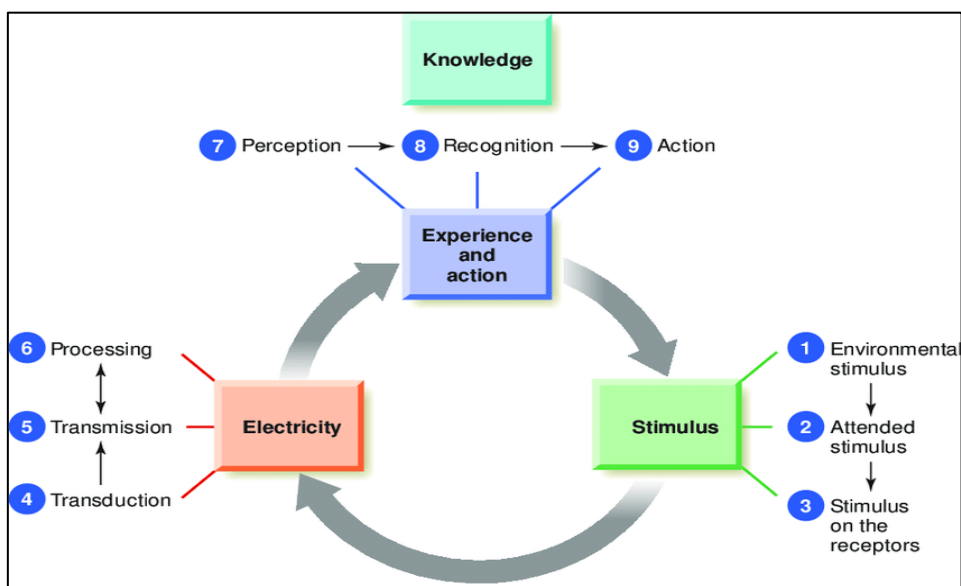 Knowledge
7 Perception
8 Recognition
9 Action
Experience
and
action
6 Processing
5 Transmission
4 Transduction
Electricity
Stimulus
1 Environmental
stimulus
2 Attended
stimulus
3 Stimulus
on the
receptors